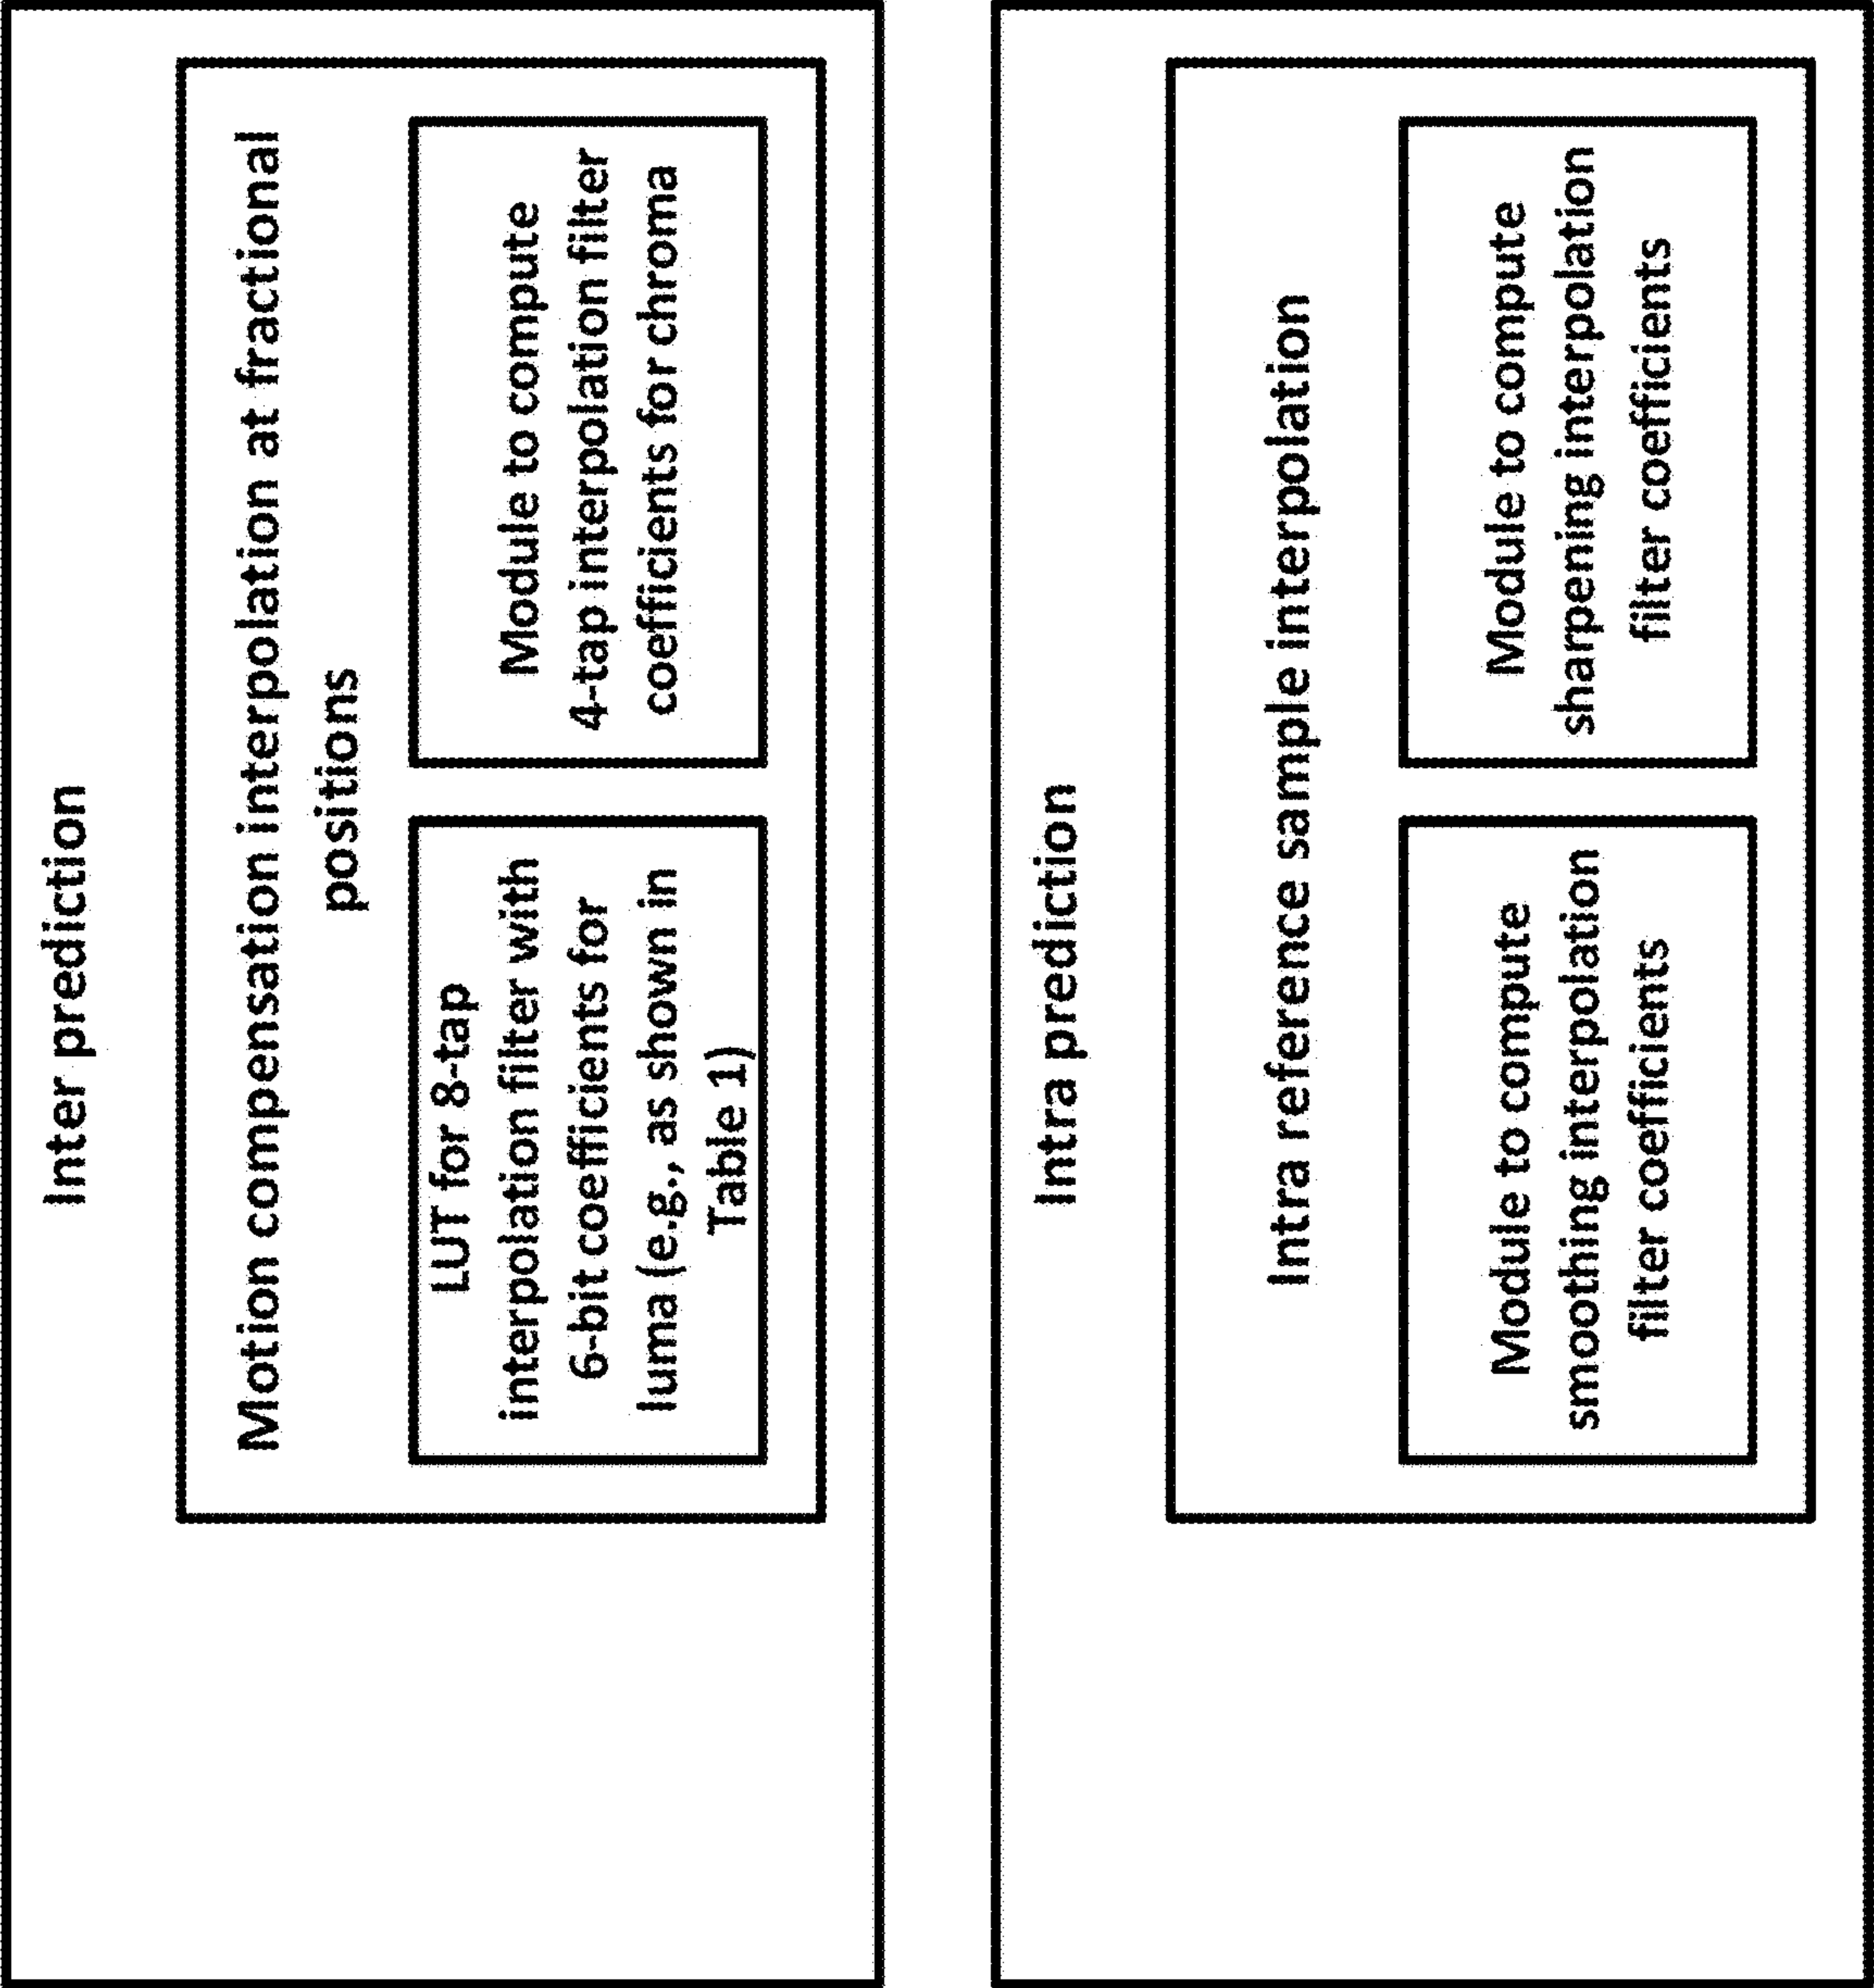 Inter prediction
Motion compensation interpolation at fractional
positions
LUT for 8-tap
interpolation filter with
6-bit coefficients for
luma (e.g., as shown in
Table 1)
Module to compute
4-tap interpolation filter
coefficients for chroma
Intra prediction
Intra reference sample interpolation
Module to compute
smoothing interpolation
filter coefficients
Module to compute
sharpening interpolation
filter coefficients